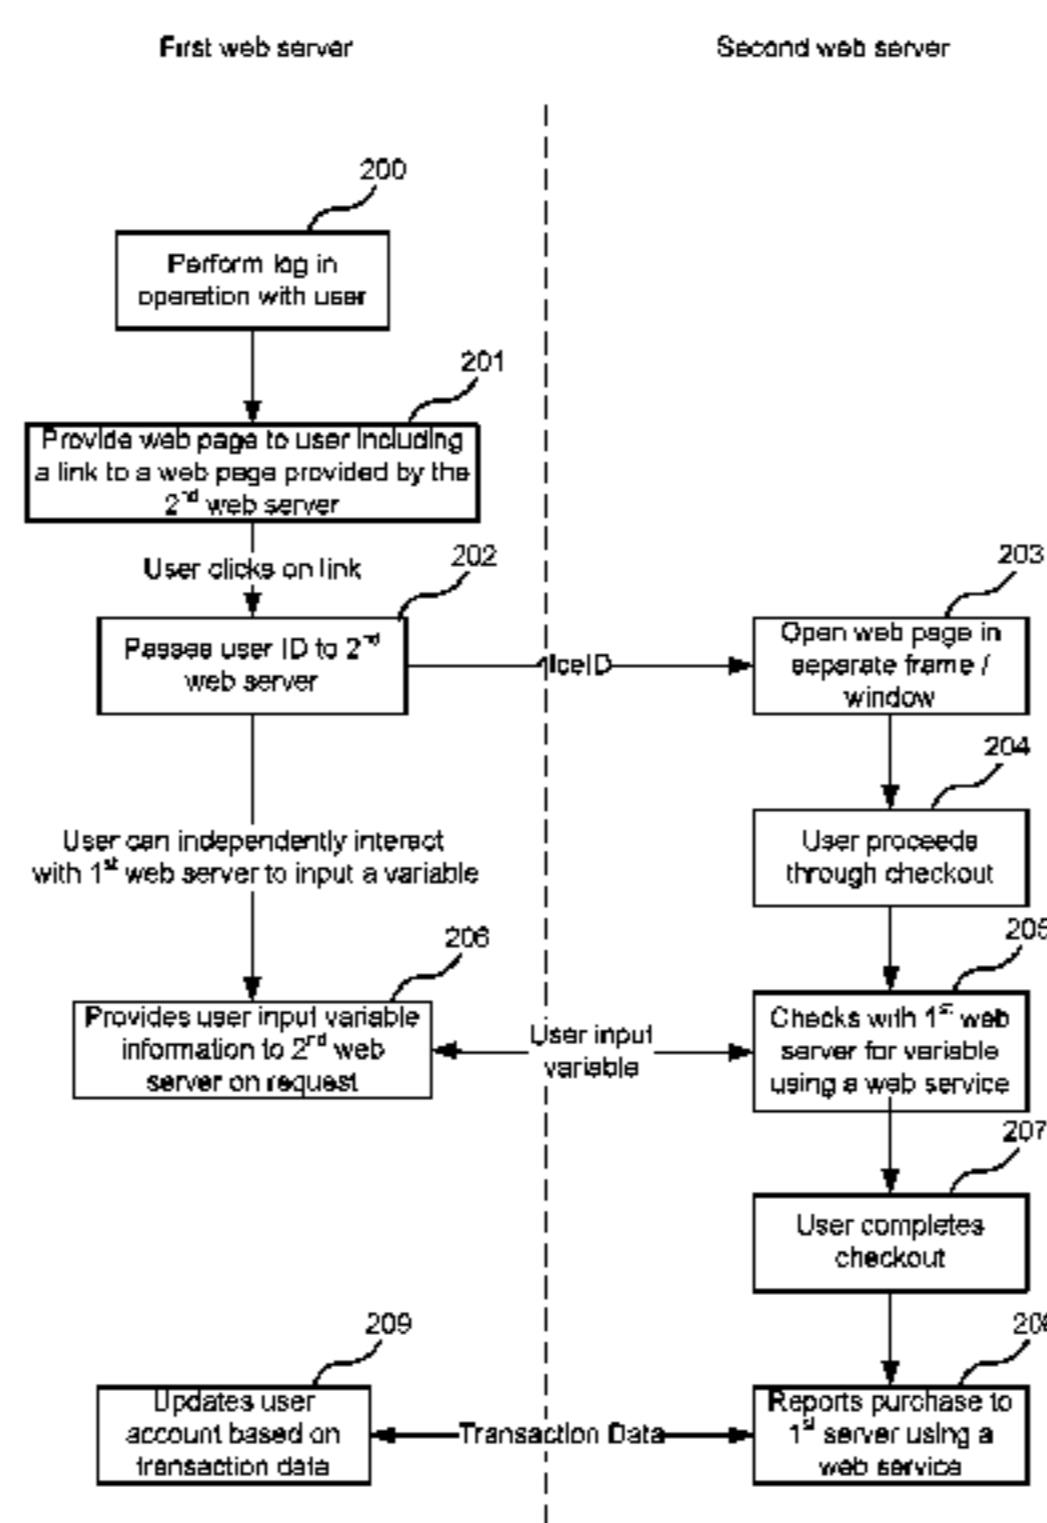 First web server
Second web server
200
Perform log in
operation with user
201
Provide web page to user including
a link to a web page provided by the
2nd web server
User clicks on link
202
Passes user ID to 2nd
web server
203
Open web page in
separate frame /
window
204
User proceeds
through checkout
User can independently interact
with 1st web server to input a variable
205
206
Provides user input variable
information to 2nd web
server on request
User input
variable
Checks with 1st web
server for variable
using a web service
207
User completes
checkout
209
Updates user
account based on
transaction data
Transaction Data
Reports purchase to
1st server using a
web service